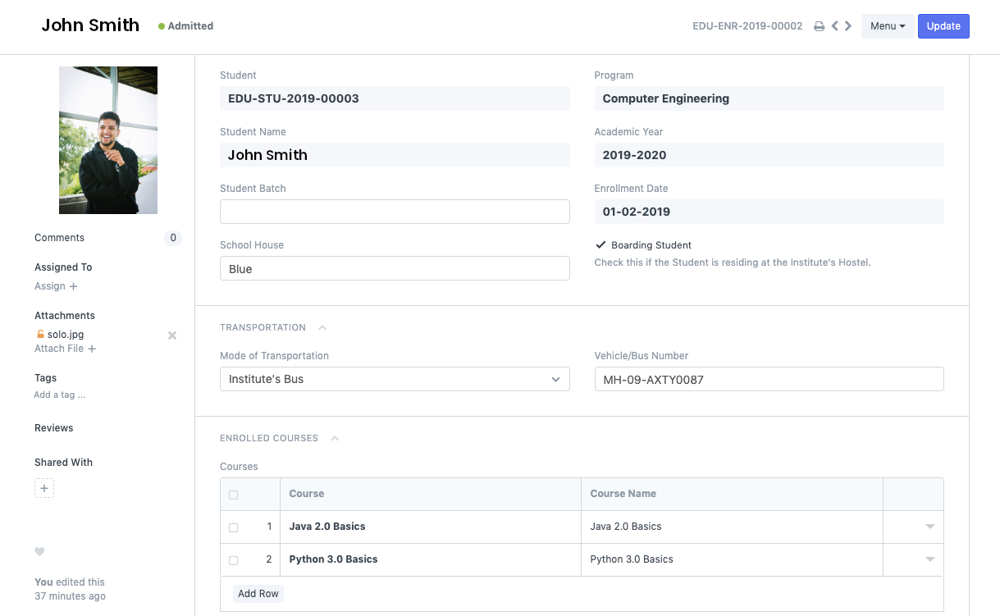 John Smith
Admitted
EDU-ENR-2019-00002
Menu
Update
Comments
0
Assigned To
Assign +
Attachments
solo.jpg
Attach File +
Tags
Add a tag ...
Reviews
Shared With
+
You edited this
37 minutes ago
Student
EDU-STU-2019-00003
Program
Computer Engineering
Student Name
John Smith
Academic Year
2019-2020
Student Batch
Enrollment Date
01-02-2019
School House
Blue
Boarding Student
Check this if the Student is residing at the Institute's Hostel.
TRANSPORTATION
Mode of Transportation
Institute's Bus
Vehicle/Bus Number
MH-09-AXTY0087
ENROLLED COURSES
Courses
Course Course Name
1 Java 2.0 Basics Java 2.0 Basics
2 Python 3.0 Basics Python 3.0 Basics
Add Row